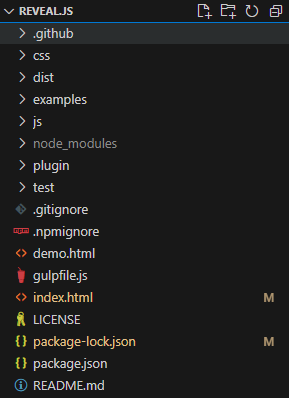 REVEAL.JS
.github
css
dist
examples
js
node_modules
plugin
test
.gitignore
.npmignore
demo.html
gulpfile.js
index.html M
LICENSE
package-lock.json M
package.json
README.md